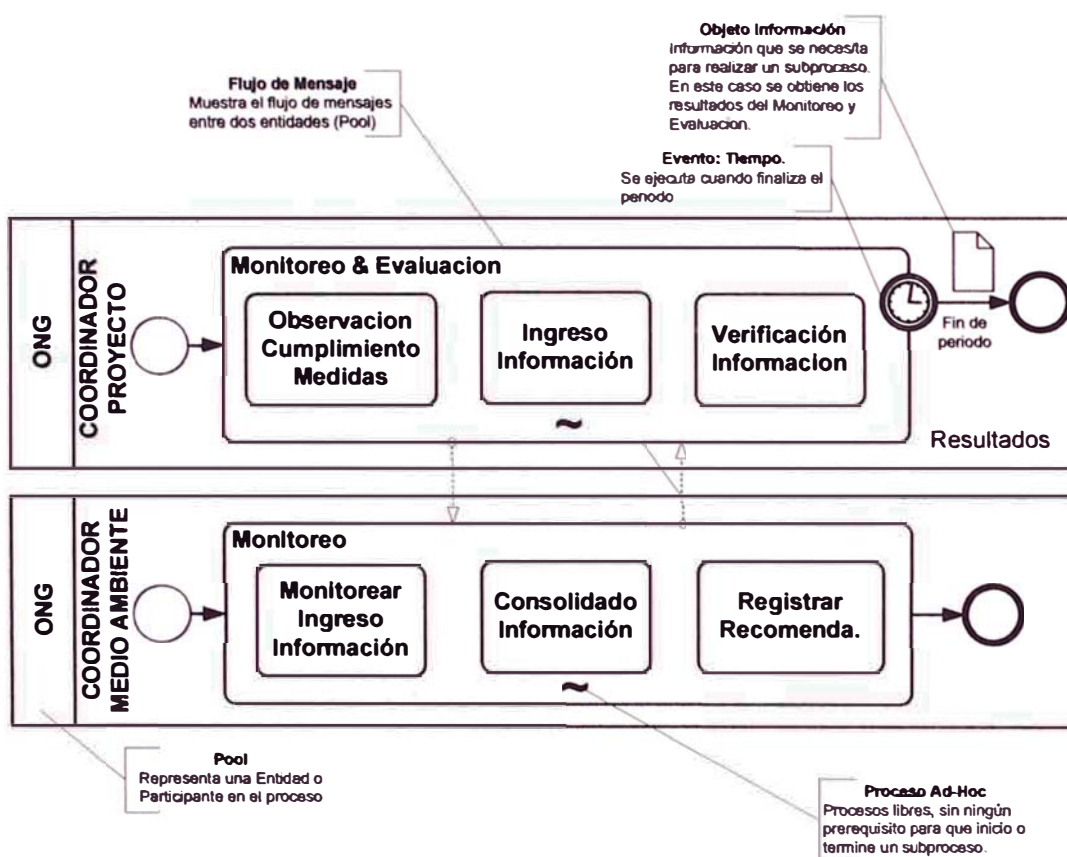 Objeto Información
Información que se necesita
para realizar un subproceso.
En este caso se obtiene los
resultados del Monitoreo y
Evaluacion.
Flujo de Mensaje
Muestra el flujo de mensajes
entre dos entidades (Pool)
Evento: Tiempo.
Se ejecuta cuando finaliza el
periodo
ONG
COORDINADOR
PROYECTO
Monitoreo & Evaluacion
Observacion
Cumplimiento
Medidas
Ingreso
Información
Verificación
Informacion
~
Fin de
periodo
Resultados
ONG
COORDINADOR
MEDIO AMBIENTE
Monitoreo
Monitorear
Ingreso
Información
Consolidado
Información
Registrar
Recomenda.
~
Pool
Representa una Entidad o
Participante en el proceso
Proceso Ad-Hoc
Procesos libres, sin ningún
prerequisito para que inicio o
termine un subproceso.